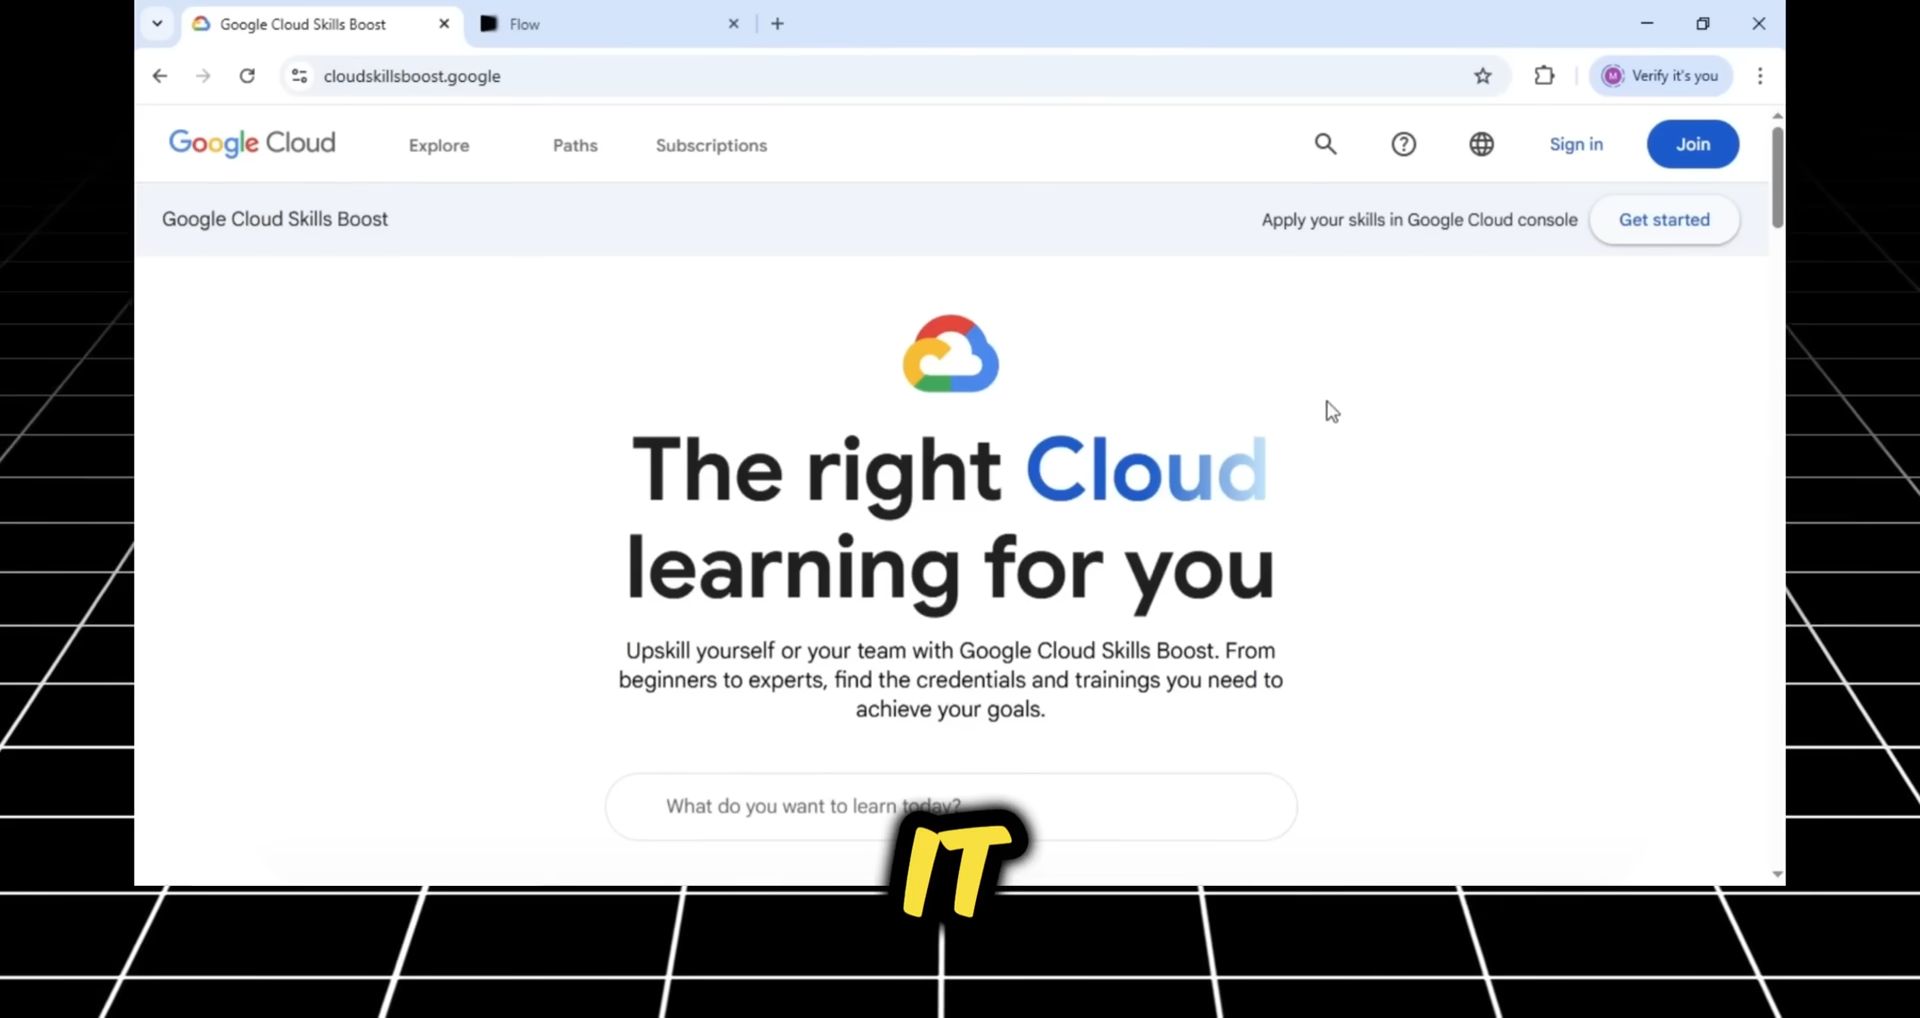 Google Cloud Skills Boost
Flow
cloudskillsboost.google
M
Verify it's you
Google Cloud
Explore
Paths
Subscriptions
Sign in
Join
Google Cloud Skills Boost
Apply your skills in Google Cloud console
Get started
The right Cloud
learning for you
Upskill yourself or your team with Google Cloud Skills Boost. From
beginners to experts, find the credentials and trainings you need to
achieve your goals.
What do you want to learn today?
IT